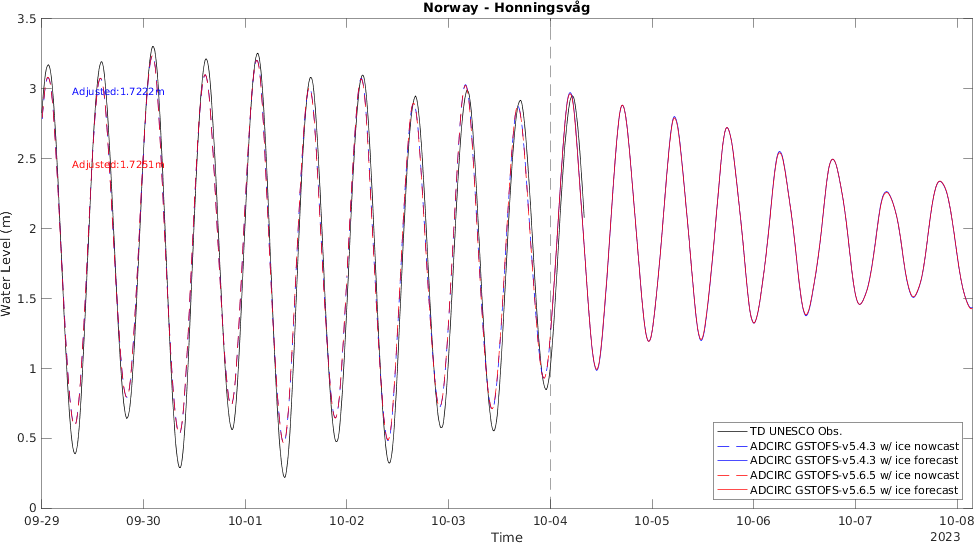 Norway - Honningsvåg
3.5
3
2.5
2
1.5
1
0.5
0
Water Level (m)
Adjusted:1.7222m
Adjusted:1.7251m
TD UNESCO Obs.
ADCIRC GSTOFS-v5.4.3 w/ ice nowcast
ADCIRC GSTOFS-v5.4.3 w/ ice forecast
ADCIRC GSTOFS-v5.6.5 w/ ice nowcast
ADCIRC GSTOFS-v5.6.5 w/ ice forecast
09-29 09-30 10-01 10-02 10-03 10-04 10-05 10-06 10-07 10-08
2023
Time